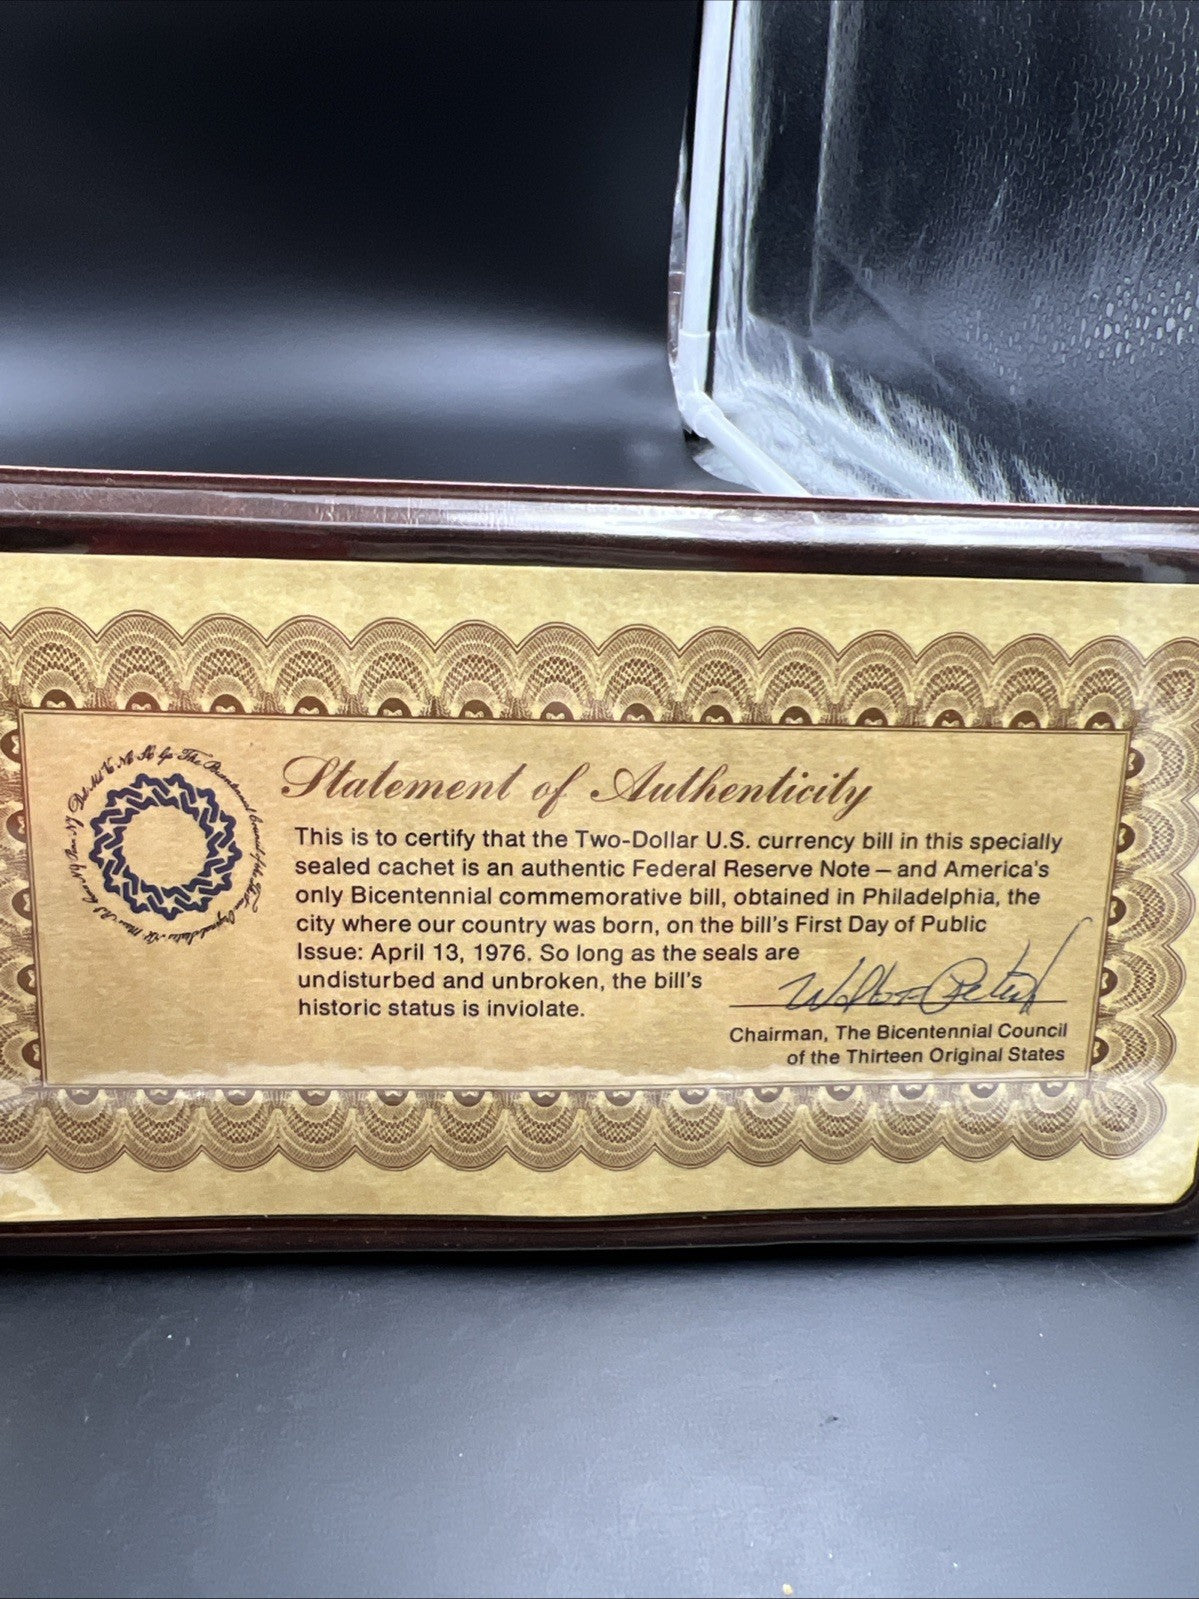 Statement of Authenticity
This is to certify that the Two-Dollar U.S. currency bill in this specially
sealed cachet is an authentic Federal Reserve Note — and America's
only Bicentennial commemorative bill, obtained in Philadelphia, the
city where our country was born, on the bill's First Day of Public
Issue: April 13, 1976. So long as the seals are
undisturbed and unbroken, the bill's
historic status is inviolate.
Chairman, The Bicentennial Council
of the Thirteen Original States